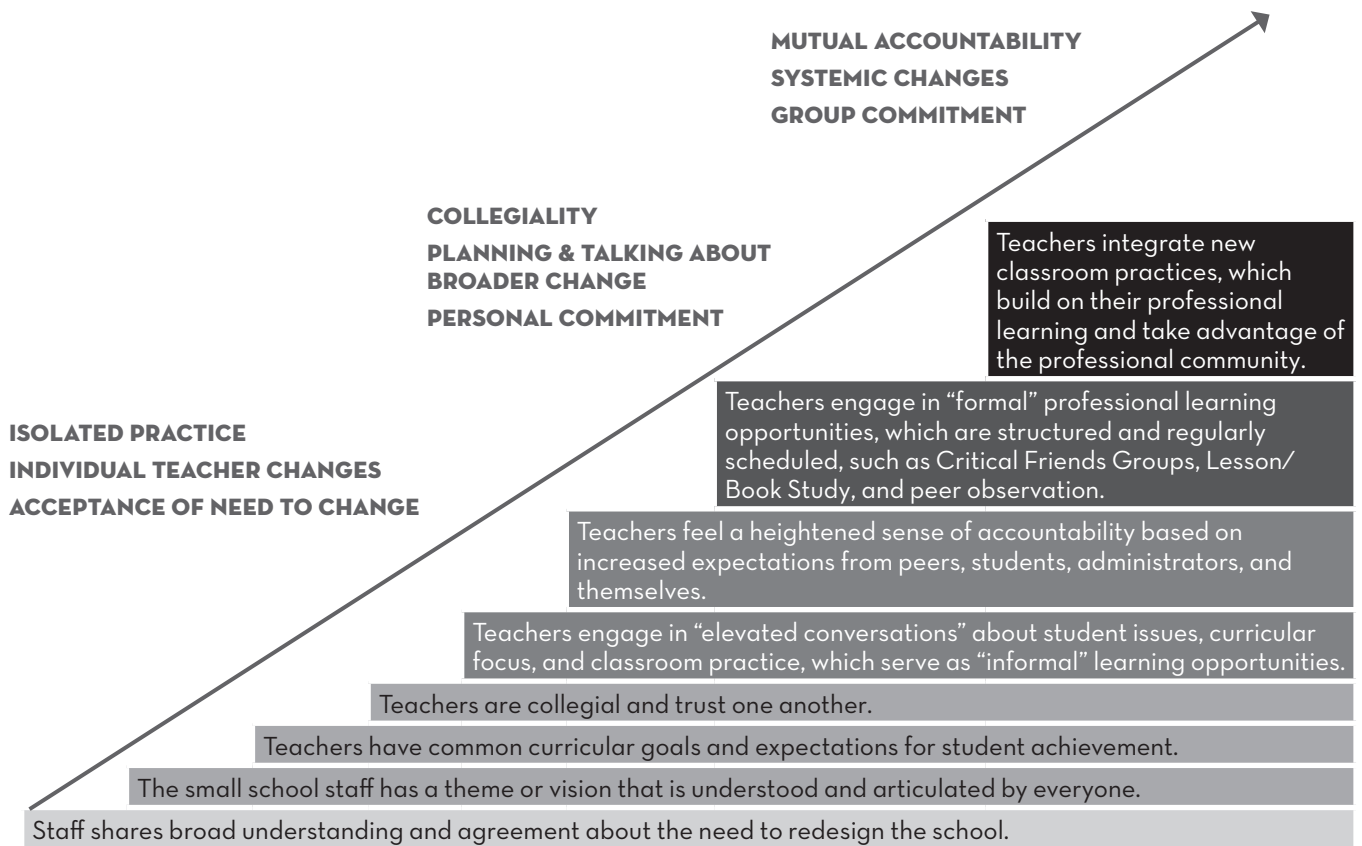 MUTUAL ACCOUNTABILITY
SYSTEMIC CHANGES
GROUP COMMITMENT
COLLEGIALITY
PLANNING & TALKING ABOUT
BROADER CHANGE
PERSONAL COMMITMENT
ISOLATED PRACTICE
INDIVIDUAL TEACHER CHANGES
ACCEPTANCE OF NEED TO CHANGE
Teachers integrate new
classroom practices, which
build on their professional
learning and take advantage of
the professional community.
Teachers engage in “formal” professional learning
opportunities, which are structured and regularly
scheduled, such as Critical Friends Groups, Lesson/
Book Study, and peer observation.
Teachers feel a heightened sense of accountability based on
increased expectations from peers, students, administrators, and
themselves.
Teachers engage in “elevated conversations” about student issues, curricular
focus, and classroom practice, which serve as “informal” learning opportunities.
Teachers are collegial and trust one another.
Teachers have common curricular goals and expectations for student achievement.
The small school staff has a theme or vision that is understood and articulated by everyone.
Staff shares broad understanding and agreement about the need to redesign the school.